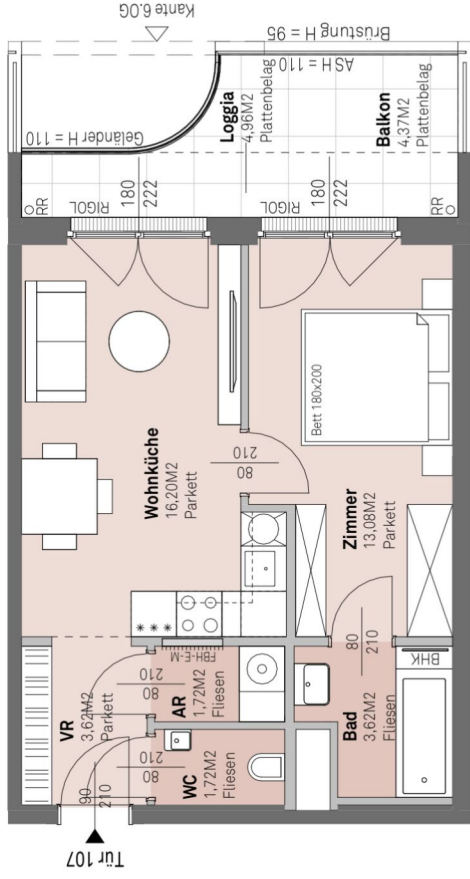 Kante 6.OG
Brüstung H = 95
ASH = 110
Geländer H = 110
Loggia
4,96M2
Plattenbelag
Balkon
4,37M2
Plattenbelag
RR
RIGOL
180
222
RIGOL
180
222
RR
Wohnküche
16,20M2
Parkett
80
210
Bett 180x200
Zimmer
13,08M2
Parkett
***
FBH-E-M
VR
3,62M2
Parkett
80
210
AR
1,72M2
Fliesen
80
210
WC
1,72M2
Fliesen
80
210
BHK
Bad
3,62M2
Fliesen
90
210
Tür 107